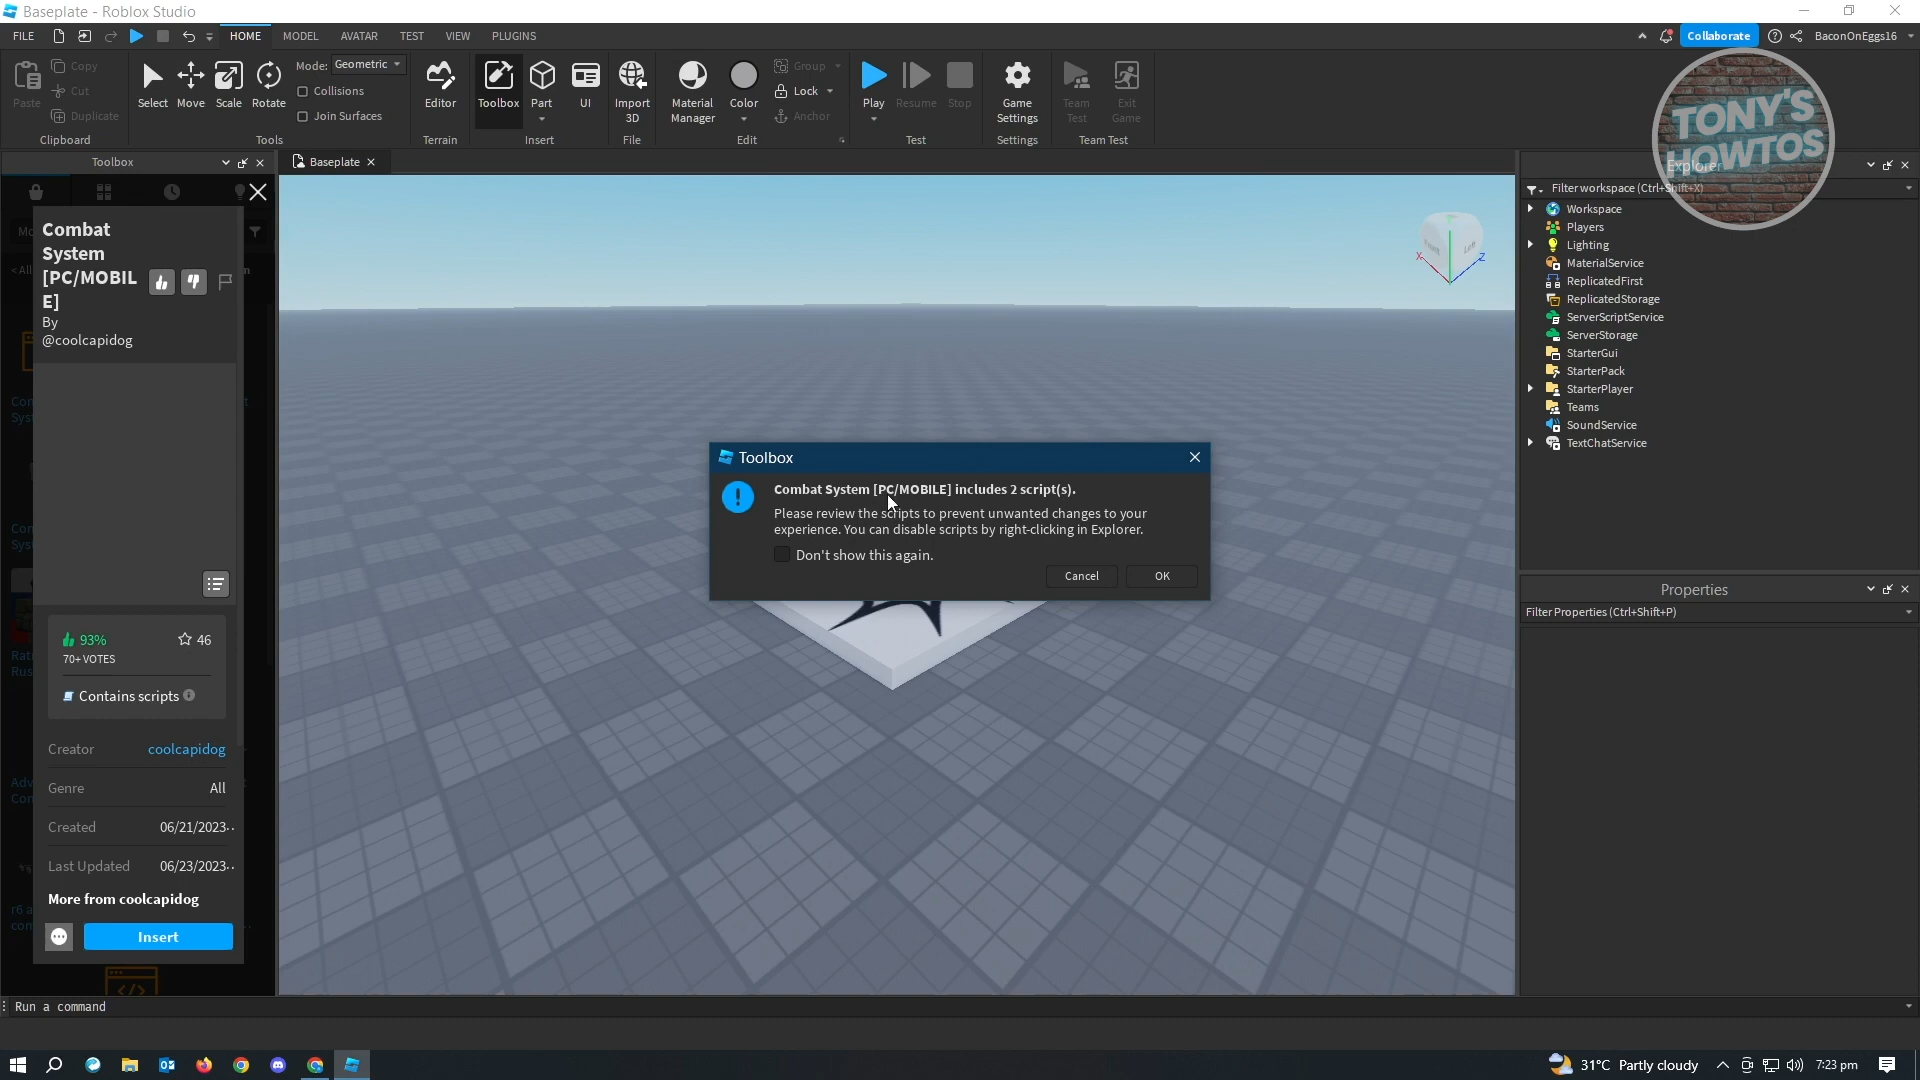 Baseplate - Roblox Studio
FILE
HOME
MODEL
AVATAR
TEST
VIEW
PLUGINS
Collaborate
BaconOnEggs16
Paste
Copy
Cut
Duplicate
Clipboard
Select
Move
Scale
Rotate
Mode: Geometric
Collisions
Join Surfaces
Tools
Editor
Terrain
Toolbox
Part
UI
Insert
Import
3D
File
Material
Manager
Color
Group
Lock
Anchor
Edit
Play
Resume
Stop
Test
Game
Settings
Settings
Team
Test
Exit
Game
Team Test
TONY'S
HOWTOS
Toolbox
Baseplate
Combat
System
[PC/MOBIL
E]
By
@coolcapidog
93%
70+ VOTES
46
Contains scripts
Creator
coolcapidog
Genre
All
Created
06/21/2023..
Last Updated
06/23/2023..
More from coolcapidog
Insert
Toolbox
Combat System [PC/MOBILE] includes 2 script(s).
Please review the scripts to prevent unwanted changes to your
experience. You can disable scripts by right-clicking in Explorer.
Don't show this again.
Cancel
OK
X
Z
Left
Explorer
Filter workspace (Ctrl+Shift+X)
Workspace
Players
Lighting
MaterialService
ReplicatedFirst
ReplicatedStorage
ServerScriptService
ServerStorage
StarterGui
StarterPack
StarterPlayer
Teams
SoundService
TextChatService
Properties
Filter Properties (Ctrl+Shift+P)
Run a command
31°C Partly cloudy
7:23 pm